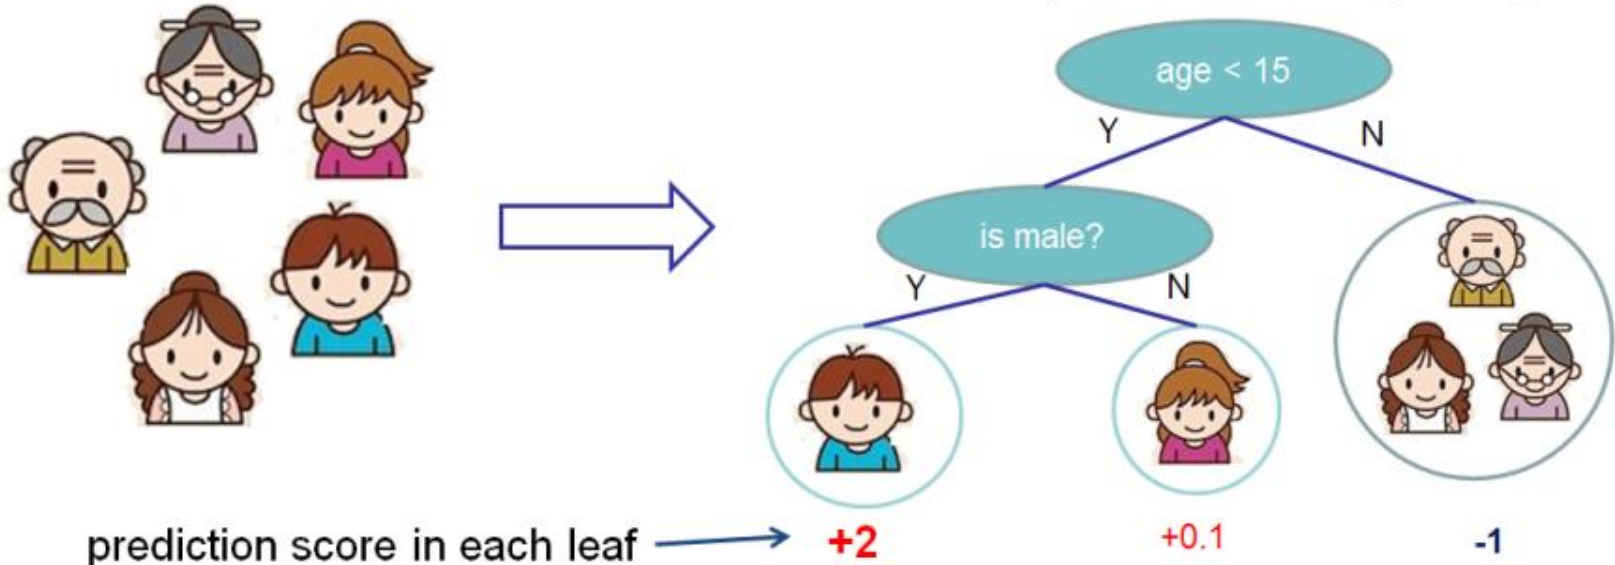 age < 15
Y
N
is male?
Y
N
prediction score in each leaf
+2
+0.1
-1